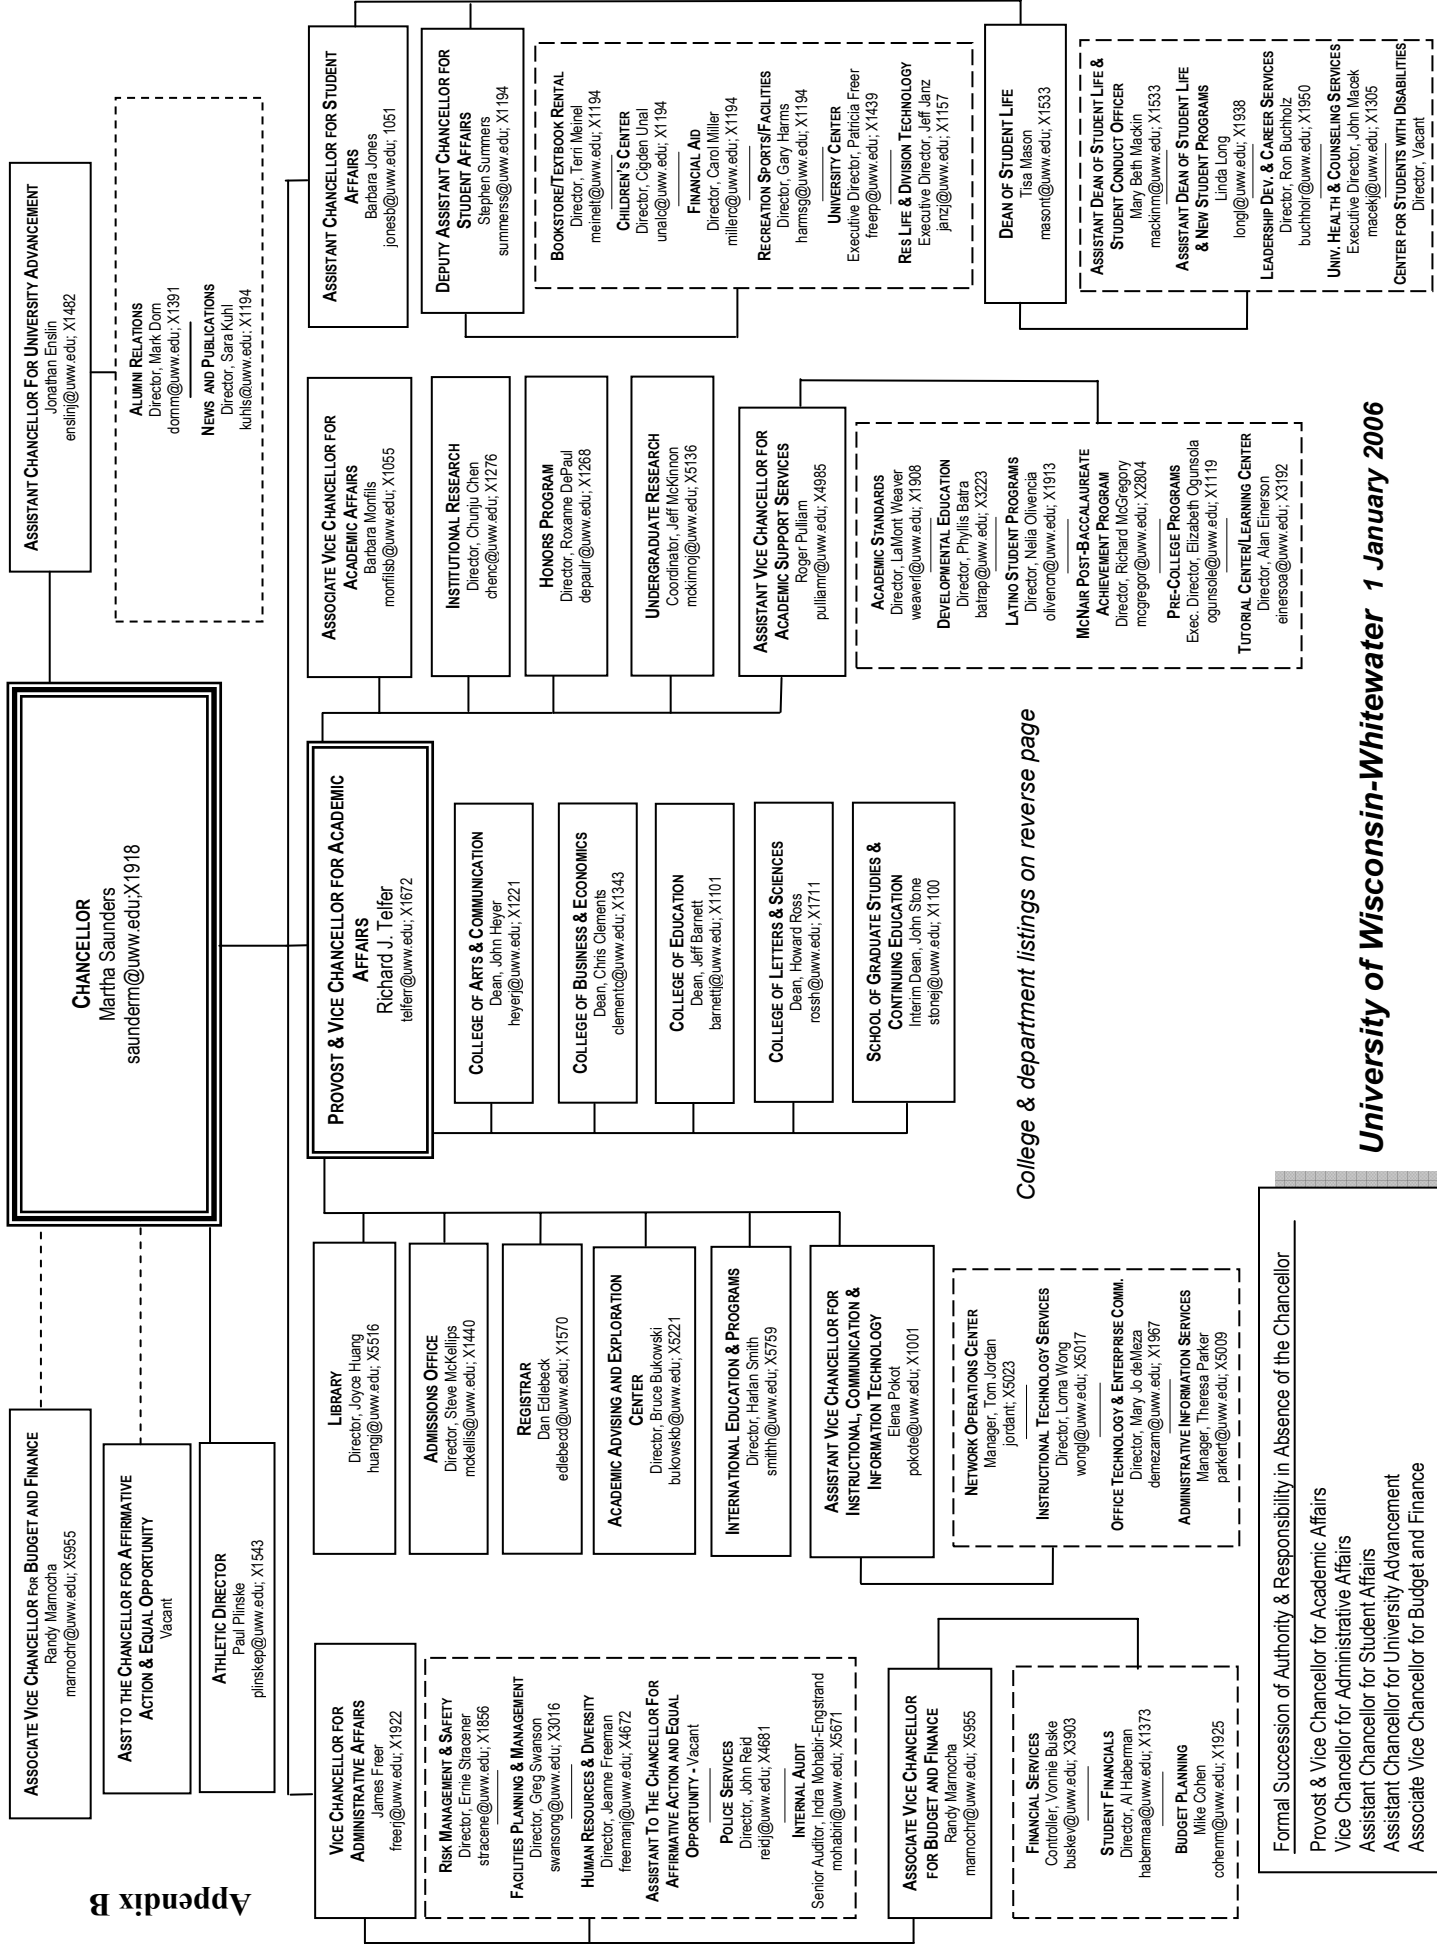 Appendix B
CHANCELLOR
Martha Saunders
saunderm@uww.edu;X1918
ASSOCIATE VICE CHANCELLOR FOR BUDGET AND FINANCE
Randy Marnocha
marnochr@uww.edu; X5955
ASST TO THE CHANCELLOR FOR AFFIRMATIVE
ACTION & EQUAL OPPORTUNITY
Vacant
ATHLETIC DIRECTOR
Paul Plinske
plinskep@uww.edu; X1543
ASSISTANT CHANCELLOR FOR UNIVERSITY ADVANCEMENT
Jonathan Enslin
enslinj@uww.edu; X1482
ALUMNI RELATIONS
Director, Mark Dorn
dornm@uww.edu; X1391
NEWS AND PUBLICATIONS
Director, Sara Kuhl
kuhls@uww.edu; X1194
VICE CHANCELLOR FOR
ADMINISTRATIVE AFFAIRS
James Freer
freerj@uww.edu; X1922
RISK MANAGEMENT & SAFETY
Director, Ernie Stracener
stracene@uww.edu; X1856
FACILITIES PLANNING & MANAGEMENT
Director, Greg Swanson
swansong@uww.edu; X3016
HUMAN RESOURCES & DIVERSITY
Director, Jeanne Freeman
freemanj@uww.edu; X4672
ASSISTANT TO THE CHANCELLOR FOR
AFFIRMATIVE ACTION AND EQUAL
OPPORTUNITY - Vacant
POLICE SERVICES
Director, John Reid
reidj@uww.edu; X4681
INTERNAL AUDIT
Senior Auditor, Indra Mohabir-Engstrand
mohabiri@uww.edu; X5671
ASSOCIATE VICE CHANCELLOR
FOR BUDGET AND FINANCE
Randy Marnocha
marnochr@uww.edu; X5955
FINANCIAL SERVICES
Controller, Vonnie Buske
buskev@uww.edu; X3903
STUDENT FINANCIALS
Director, Al Haberman
habermaa@uww.edu; X1373
BUDGET PLANNING
Mike Cohen
cohenm@uww.edu; X1925
LIBRARY
Director, Joyce Huang
huangj@uww.edu; X5516
ADMISSIONS OFFICE
Director, Steve McKellips
mckellis@uww.edu; X1440
REGISTRAR
Dan Edlebeck
edlebecd@uww.edu; X1570
ACADEMIC ADVISING AND EXPLORATION
CENTER
Director, Bruce Bukowski
bukowskb@uww.edu; X5221
INTERNATIONAL EDUCATION & PROGRAMS
Director, Harlan Smith
smithh@uww.edu; X5759
ASSISTANT VICE CHANCELLOR FOR
INSTRUCTIONAL, COMMUNICATION &
INFORMATION TECHNOLOGY
Elena Pokot
pokote@uww.edu; X1001
NETWORK OPERATIONS CENTER
Manager, Tom Jordan
jordant; X5023
INSTRUCTIONAL TECHNOLOGY SERVICES
Director, Lorna Wong
wongl@uww.edu; X5017
OFFICE TECHNOLOGY & ENTERPRISE COMM.
Director, Mary Jo deMeza
demezam@uww.edu; X1967
ADMINISTRATIVE INFORMATION SERVICES
Manager, Theresa Parker
parkert@uww.edu; X5009
PROVOST & VICE CHANCELLOR FOR ACADEMIC
AFFAIRS
Richard J. Telfer
telferr@uww.edu; X1672
COLLEGE OF ARTS & COMMUNICATION
Dean, John Heyer
heyerj@uww.edu; X1221
COLLEGE OF BUSINESS & ECONOMICS
Dean, Chris Clements
clementc@uww.edu; X1343
COLLEGE OF EDUCATION
Dean, Jeff Barnett
barnettj@uww.edu; X1101
COLLEGE OF LETTERS & SCIENCES
Dean, Howard Ross
rossh@uww.edu; X1711
SCHOOL OF GRADUATE STUDIES &
CONTINUING EDUCATION
Interim Dean, John Stone
stonej@uww.edu; X1100
College & department listings on reverse page
ASSOCIATE VICE CHANCELLOR FOR
ACADEMIC AFFAIRS
Barbara Monfils
monfilsb@uww.edu; X1055
INSTITUTIONAL RESEARCH
Director, Chunju Chen
chenc@uww.edu; X1276
HONORS PROGRAM
Director, Roxanne DePaul
depaulr@uww.edu; X1268
UNDERGRADUATE RESEARCH
Coordinator, Jeff McKinnon
mckinnoj@uww.edu; X5136
ASSISTANT VICE CHANCELLOR FOR
ACADEMIC SUPPORT SERVICES
Roger Pulliam
pulliamr@uww.edu; X4985
ACADEMIC STANDARDS
Director, LaMont Weaver
weaverl@uww.edu; X1908
DEVELOPMENTAL EDUCATION
Director, Phyllis Batra
batrap@uww.edu; X3223
LATINO STUDENT PROGRAMS
Director, Nelia Olivencia
olivencn@uww.edu; X1913
MCNAIR POST-BACCALAUREATE
ACHIEVEMENT PROGRAM
Director, Richard McGregory
mcgregor@uww.edu; X2804
PRE-COLLEGE PROGRAMS
Exec. Director, Elizabeth Ogunsola
ogunsole@uww.edu; X1119
TUTORIAL CENTER/LEARNING CENTER
Director, Alan Einerson
einersoa@uww.edu; X3192
ASSISTANT CHANCELLOR FOR STUDENT
AFFAIRS
Barbara Jones
jonesb@uww.edu; 1051
DEPUTY ASSISTANT CHANCELLOR FOR
STUDENT AFFAIRS
Stephen Summers
summerss@uww.edu; X1194
BOOKSTORE/TEXTBOOK RENTAL
Director, Terri Meinel
meinelt@uww.edu; X1194
CHILDREN'S CENTER
Director, Cigden Unal
unalc@uww.edu; X1194
FINANCIAL AID
Director, Carol Miller
millerc@uww.edu; X1194
RECREATION SPORTS/FACILITIES
Director, Gary Harms
harmsg@uww.edu; X1194
UNIVERSITY CENTER
Executive Director, Patricia Freer
freerp@uww.edu; X1439
RES LIFE & DIVISION TECHNOLOGY
Executive Director, Jeff Janz
janzj@uww.edu; X1157
DEAN OF STUDENT LIFE
Tisa Mason
masont@uww.edu; X1533
ASSISTANT DEAN OF STUDENT LIFE &
STUDENT CONDUCT OFFICER
Mary Beth Mackin
mackinm@uww.edu; X1533
ASSISTANT DEAN OF STUDENT LIFE
& NEW STUDENT PROGRAMS
Linda Long
longl@uww.edu; X1938
LEADERSHIP DEV. & CAREER SERVICES
Director, Ron Buchholz
buchholr@uww.edu; X1950
UNIV. HEALTH & COUNSELING SERVICES
Executive Director, John Macek
macekj@uww.edu; X1305
CENTER FOR STUDENTS WITH DISABILITIES
Director, Vacant
Formal Succession of Authority & Responsibility in Absence of the Chancellor
Provost & Vice Chancellor for Academic Affairs
Vice Chancellor for Administrative Affairs
Assistant Chancellor for Student Affairs
Assistant Chancellor for University Advancement
Associate Vice Chancellor for Budget and Finance
University of Wisconsin-Whitewater 1 January 2006